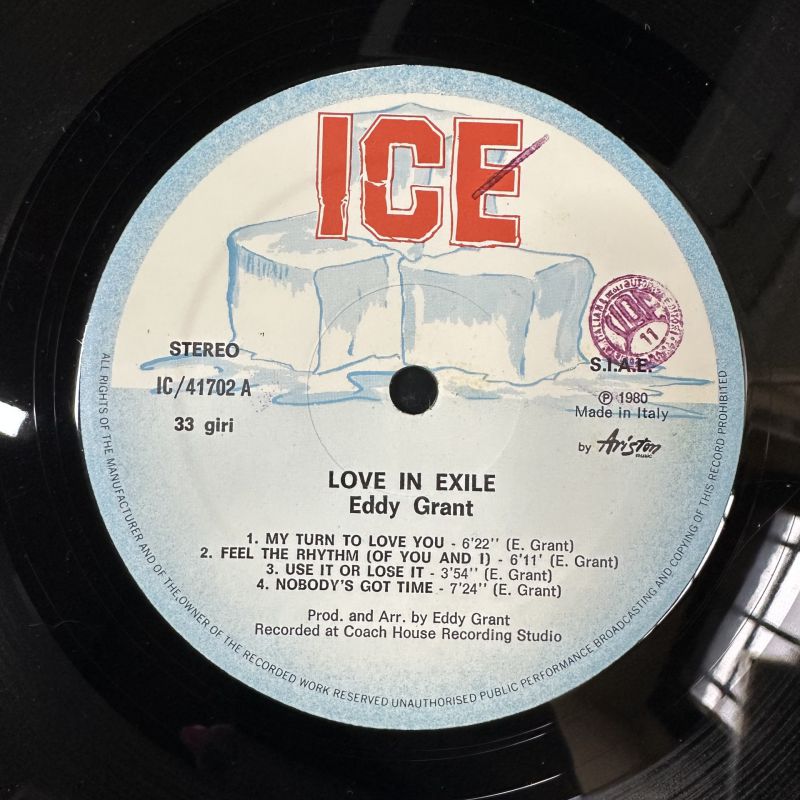 ICE
STEREO
IC/41702 A
33 giri
11
S.I.A.E.
℗ 1980
Made in Italy
by Ariston
MUSIC
LOVE IN EXILE
Eddy Grant
1. MY TURN TO LOVE YOU - 6'22'' (E. Grant)
2. FEEL THE RHYTHM (OF YOU AND I) - 6'11' (E. Grant)
3. USE IT OR LOSE IT - 3'54'' (E. Grant)
4. NOBODY'S GOT TIME - 7'24'' (E. Grant)
Prod. and Arr. by Eddy Grant
Recorded at Coach House Recording Studio
ALL RIGHTS OF THE MANUFACTURER AND OF THE OWNER OF THE RECORDED WORK RESERVED UNAUTHORISED PUBLIC PERFORMANCE BROADCASTING AND COPYING OF THIS RECORD PROHIBITED